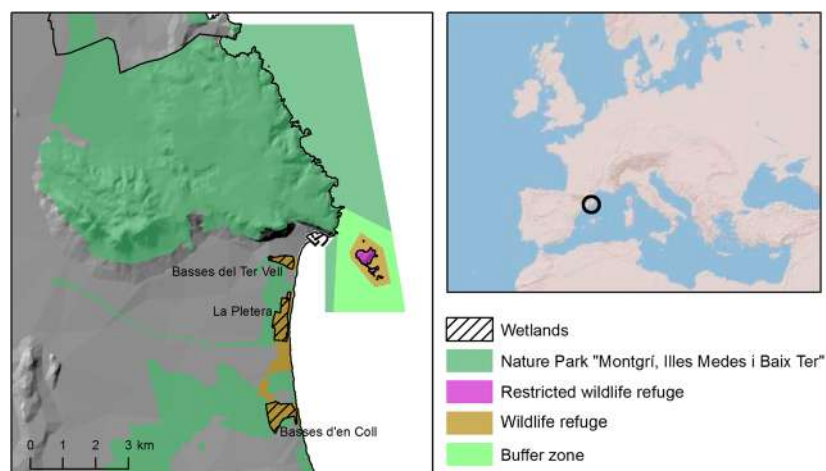 Basses del Ter Vell
La Pletera
Basses d'en Coll
0 1 2 3 km
Wetlands
Nature Park "Montgrí, Illes Medes i Baix Ter"
Restricted wildlife refuge
Wildlife refuge
Buffer zone